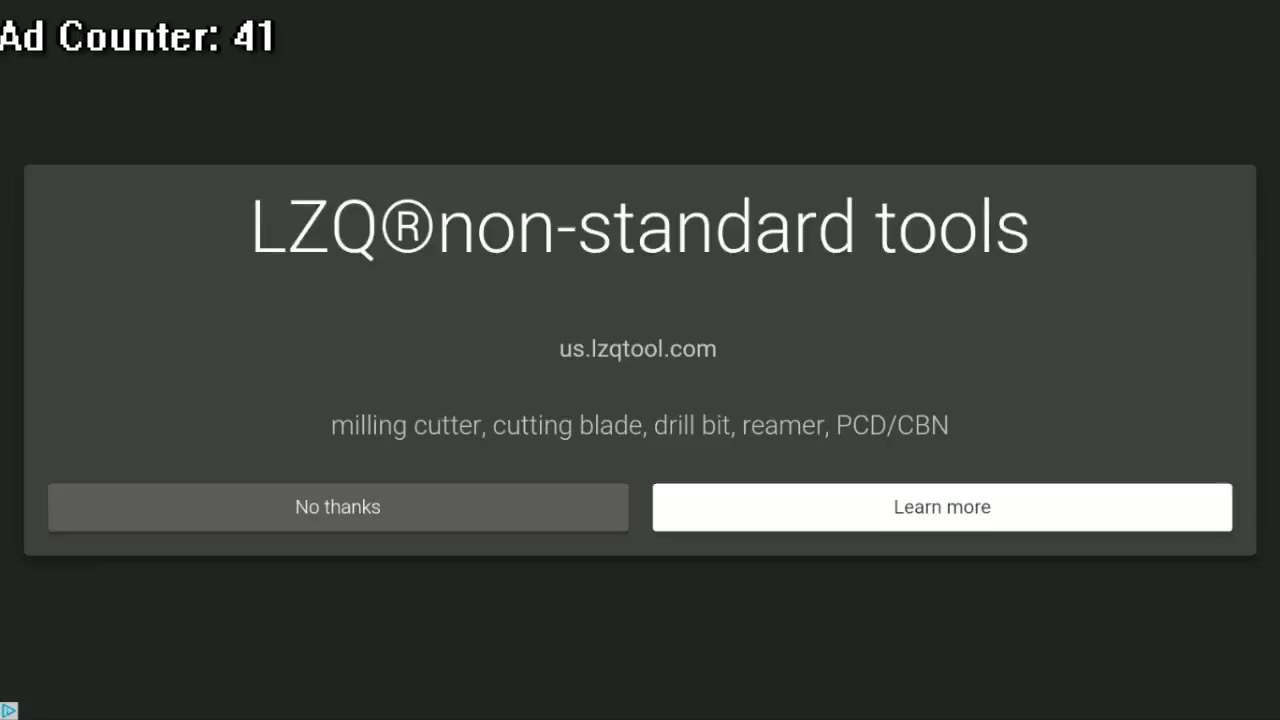 Ad Counter: 41
LZQ®non-standard tools
us.lzqtool.com
milling cutter, cutting blade, drill bit, reamer, PCD/CBN
No thanks
Learn more